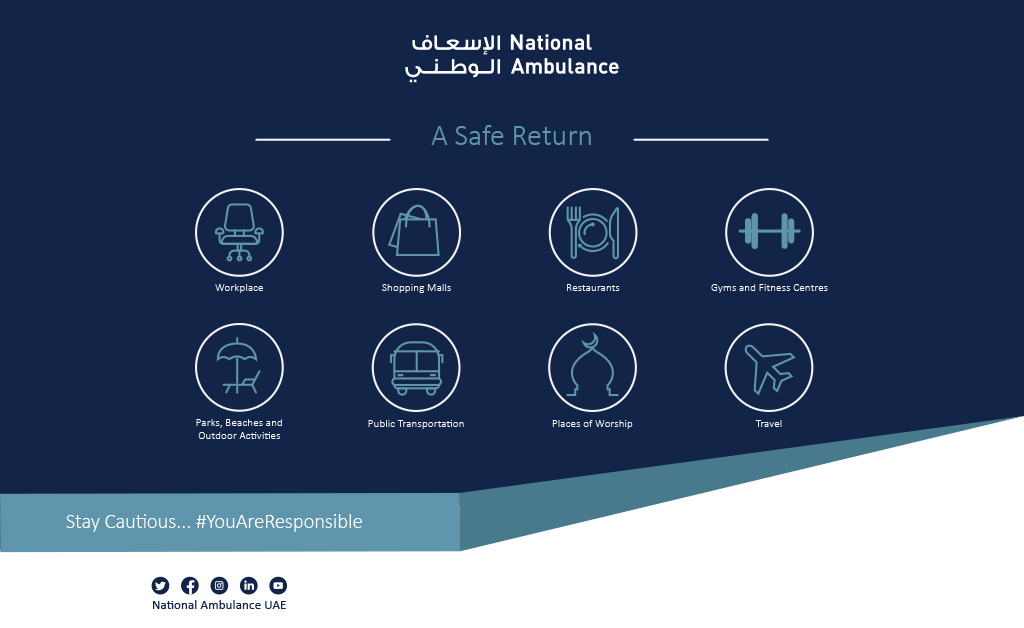 الإسعاف National
الوطني Ambulance
A Safe Return
Workplace
Shopping Malls
Restaurants
Gyms and Fitness Centres
Parks, Beaches and
Outdoor Activities
Public Transportation
Places of Worship
Travel
Stay Cautious... #YouAreResponsible
National Ambulance UAE